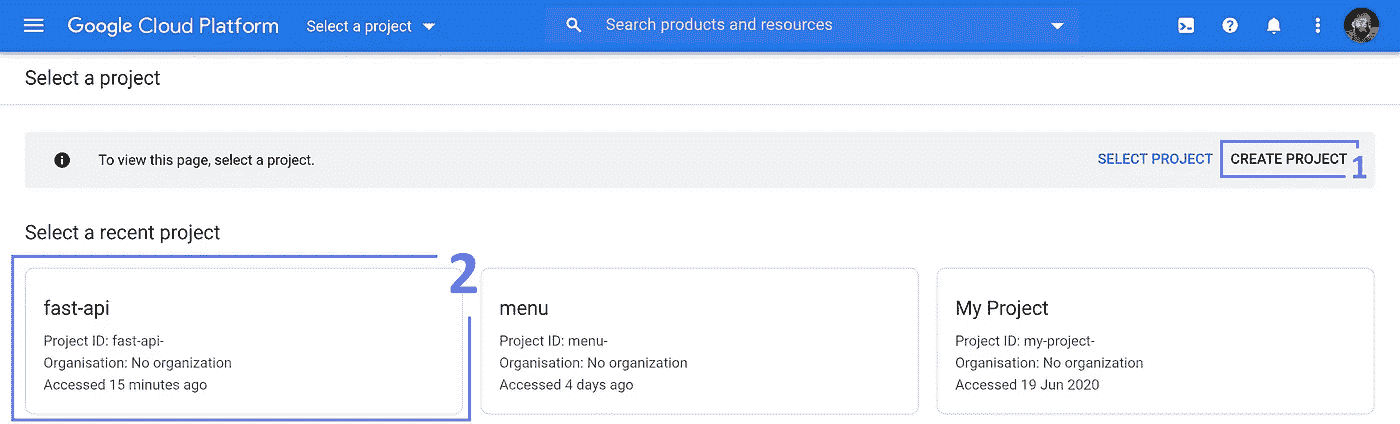 Google Cloud Platform Select a project Search products and resources
Select a project
To view this page, select a project. SELECT PROJECT CREATE PROJECT 1
Select a recent project
2
fast-api
Project ID: fast-api-
Organisation: No organization
Accessed 15 minutes ago
menu
Project ID: menu-
Organisation: No organization
Accessed 4 days ago
My Project
Project ID: my-project-
Organisation: No organization
Accessed 19 Jun 2020